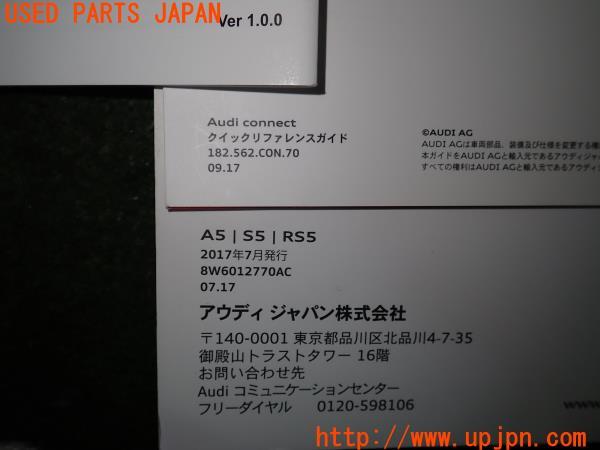 USED PARTS JAPAN
Ver 1.0.0
Audi connect
クイックリファレンスガイド
182.562.CON.70
09.17
©AUDI AG
AUDI AGは車両部品、装備及び仕様を変更する権
本ガイドをAUDI AGと輸入元であるアウディジャパ
すべての権利はAUDI AGと輸入元であるアウディ
A5 | S5 | RS5
2017年7月発行
8W6012770AC
07.17
アウディ ジャパン株式会社
〒140-0001 東京都品川区北品川4-7-35
御殿山トラストタワー 16階
お問い合わせ先
Audi コミュニケーションセンター
フリーダイヤル 0120-598106
www.
http://www.upjpn.com/